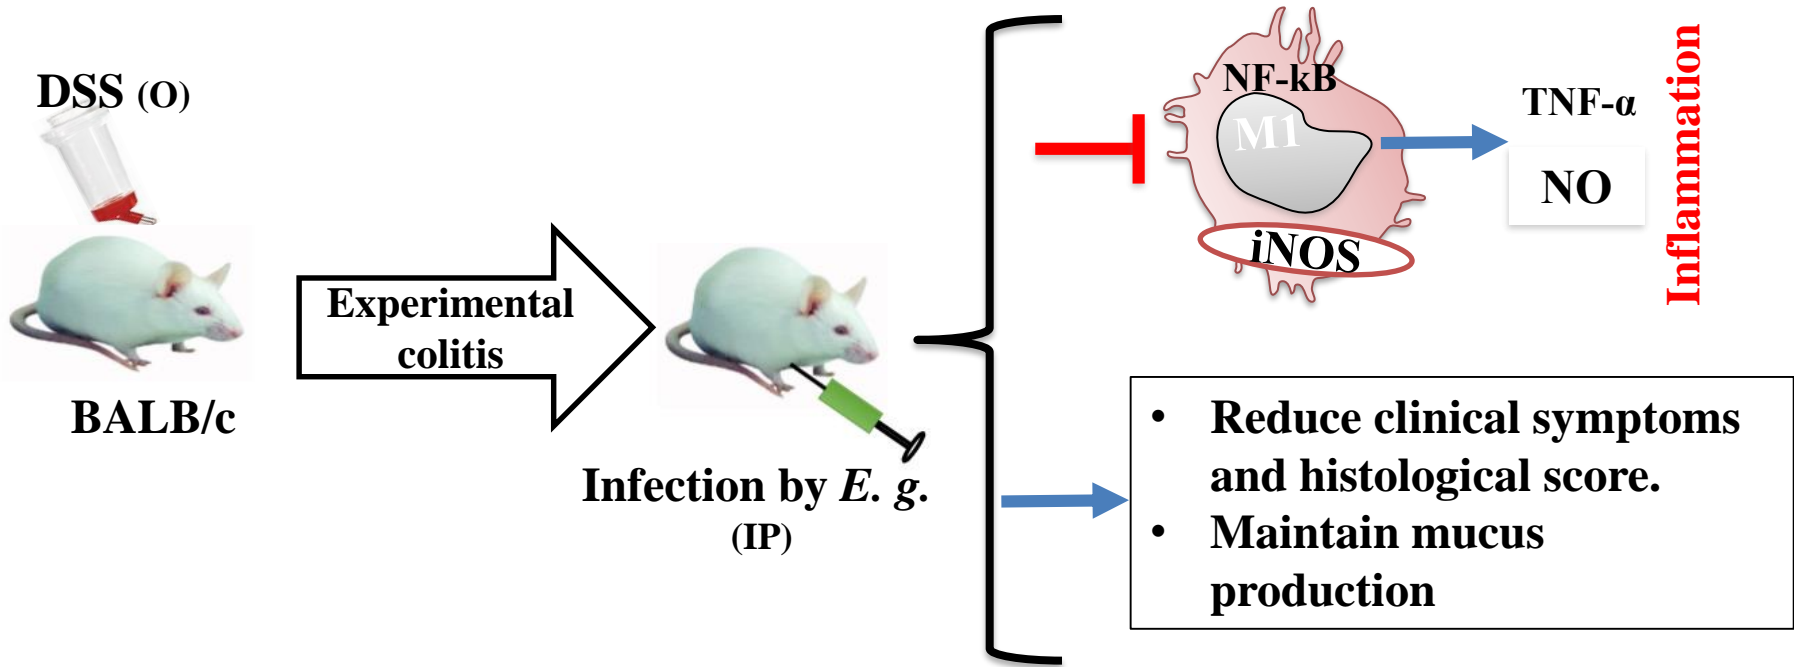 DSS (O)
BALB/c
Experimental
colitis
Infection by E. g.
(IP)
NF-kB
M1
iNOS
TNF-α
NO
Inflammation
• Reduce clinical symptoms
and histological score.
• Maintain mucus
production